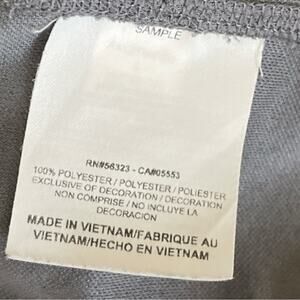 SAMPLE
RN#56323 - CA#05553
100% POLYESTER / POLYESTER / POLIESTER
EXCLUSIVE OF DECORATION / DECORATION
NON COMPRISE / NO INCLUYE LA
DECORACION
MADE IN VIETNAM/FABRIQUE AU
VIETNAM/HECHO EN VIETNAM